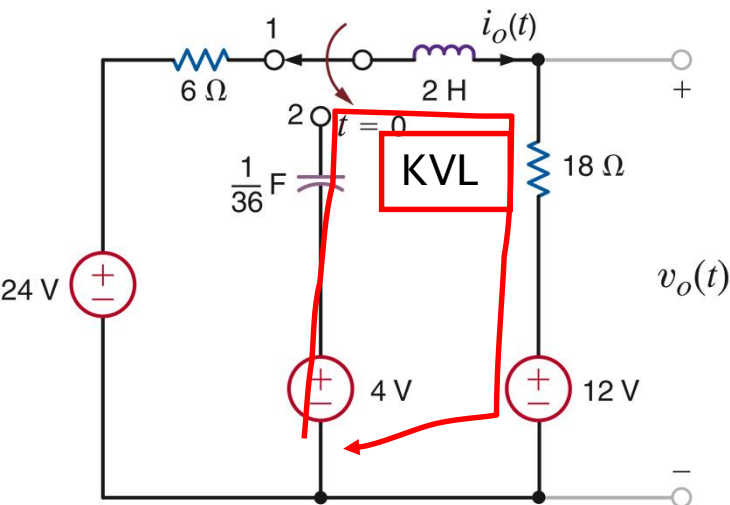 1
i_o(t)
6 Ω
2 H
+
2
t = 0
1/36 F
KVL
18 Ω
24 V
+
−
v_o(t)
+
−
4 V
+
−
12 V
−